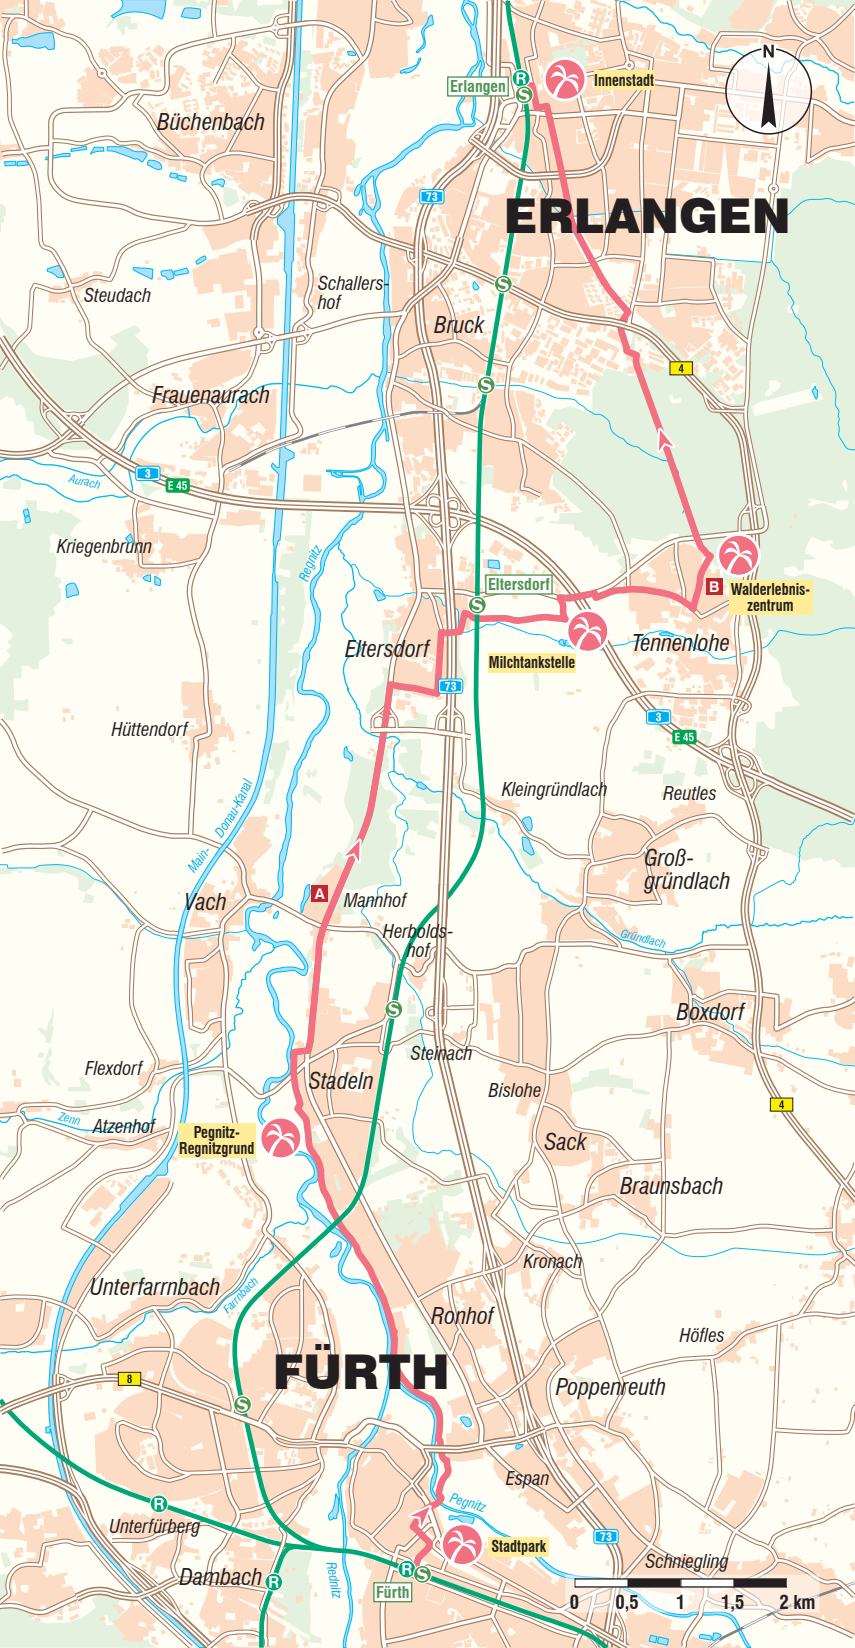 N
R
S
Erlangen
Innenstadt
Büchenbach
73
ERLANGEN
Schallers-
hof
S
Steudach
Bruck
4
S
Frauenaurach
3
E 45
Aurach
Kriegenbrunn
Regnitz
Eltersdorf
B
Walderlebnis-
zentrum
S
Eltersdorf
Tennenlohe
Milchtankstelle
73
3
E 45
Hüttendorf
Kleingründlach
Reutles
Main-
Donau-Kanal
Groß-
gründlach
A
Mannhof
Vach
Herbolds-
hof
Gründlach
S
Boxdorf
Steinach
Flexdorf
Stadeln
Bislohe
4
Zenn
Atzenhof
Pegnitz-
Regnitzgrund
Sack
Braunsbach
Kronach
Unterfarrnbach
Farrnbach
Ronhof
Höfles
FÜRTH
8
Poppenreuth
S
Espan
R
Pegnitz
Unterfürberg
73
Stadtpark
Schniegling
Dambach
R
Rednitz
R
S
Fürth
0
0,5
1
1,5
2 km